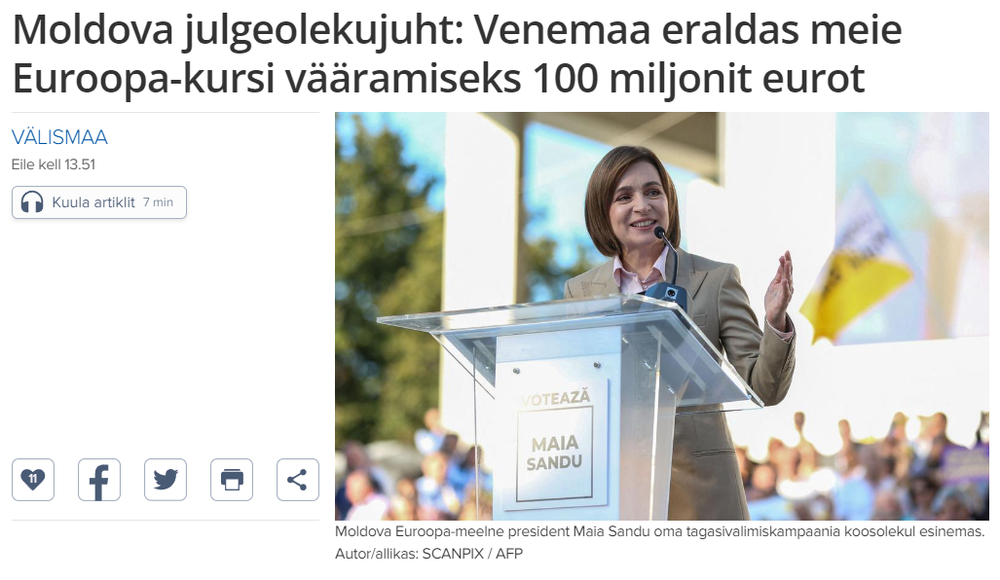 Moldova julgeolekujuht: Venemaa eraldas meie
Euroopa-kursi vääramiseks 100 miljonit eurot
VÄLISMAA
Eile kell 13.51
Kuula artiklit 7 min
11
VOTEAZĂ
MAIA
SANDU
Moldova Euroopa-meelne president Maia Sandu oma tagasivalimiskampaania koosolekul esinemas.
Autor/allikas: SCANPIX / AFP